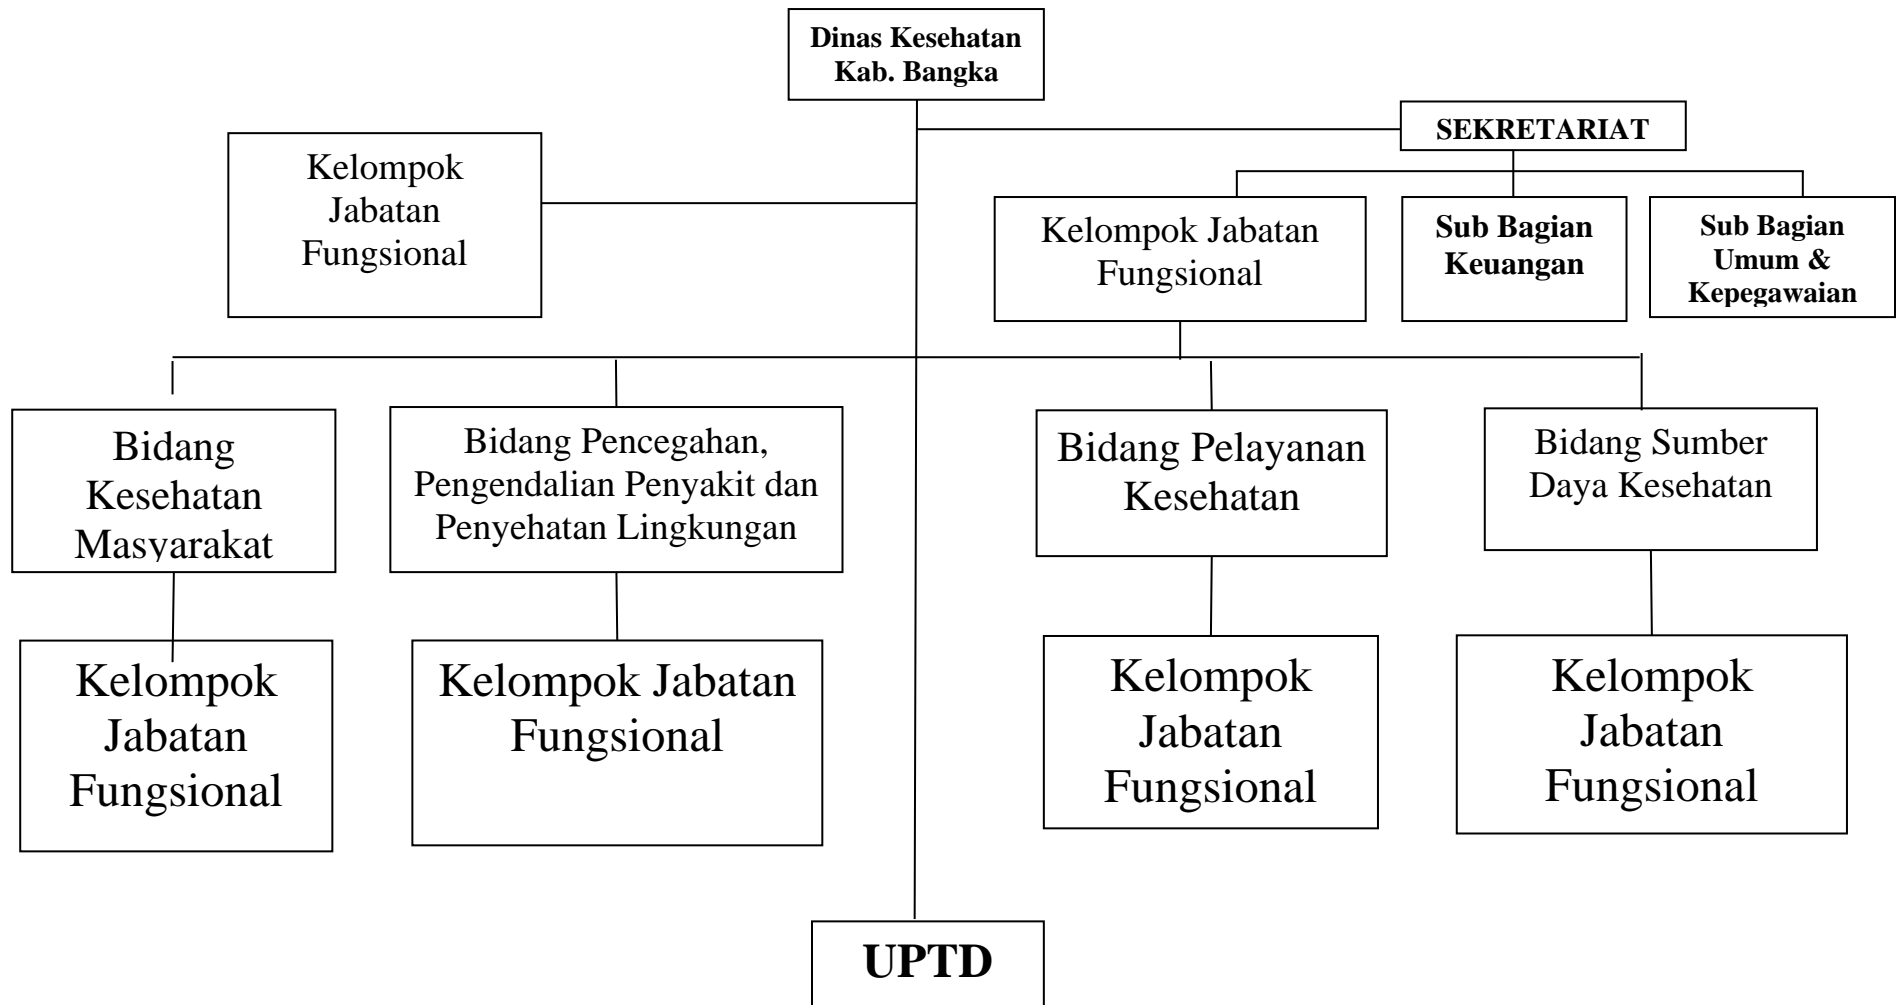 Dinas Kesehatan
Kab. Bangka
SEKRETARIAT
Kelompok
Jabatan
Fungsional
Kelompok Jabatan
Fungsional
Sub Bagian
Keuangan
Sub Bagian
Umum &
Kepegawaian
Bidang
Kesehatan
Masyarakat
Bidang Pencegahan,
Pengendalian Penyakit dan
Penyehatan Lingkungan
Bidang Pelayanan
Kesehatan
Bidang Sumber
Daya Kesehatan
Kelompok
Jabatan
Fungsional
Kelompok Jabatan
Fungsional
Kelompok
Jabatan
Fungsional
Kelompok
Jabatan
Fungsional
UPTD